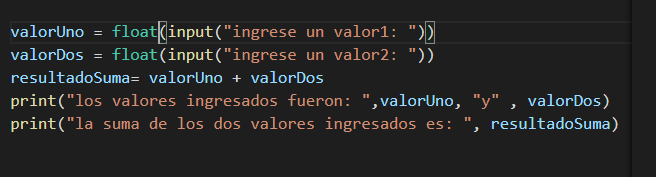 valorUno = float(input("ingrese un valor1: "))
valorDos = float(input("ingrese un valor2: "))
resultadoSuma= valorUno + valorDos
print("los valores ingresados fueron: ",valorUno, "y" , valorDos)
print("la suma de los dos valores ingresados es: ", resultadoSuma)